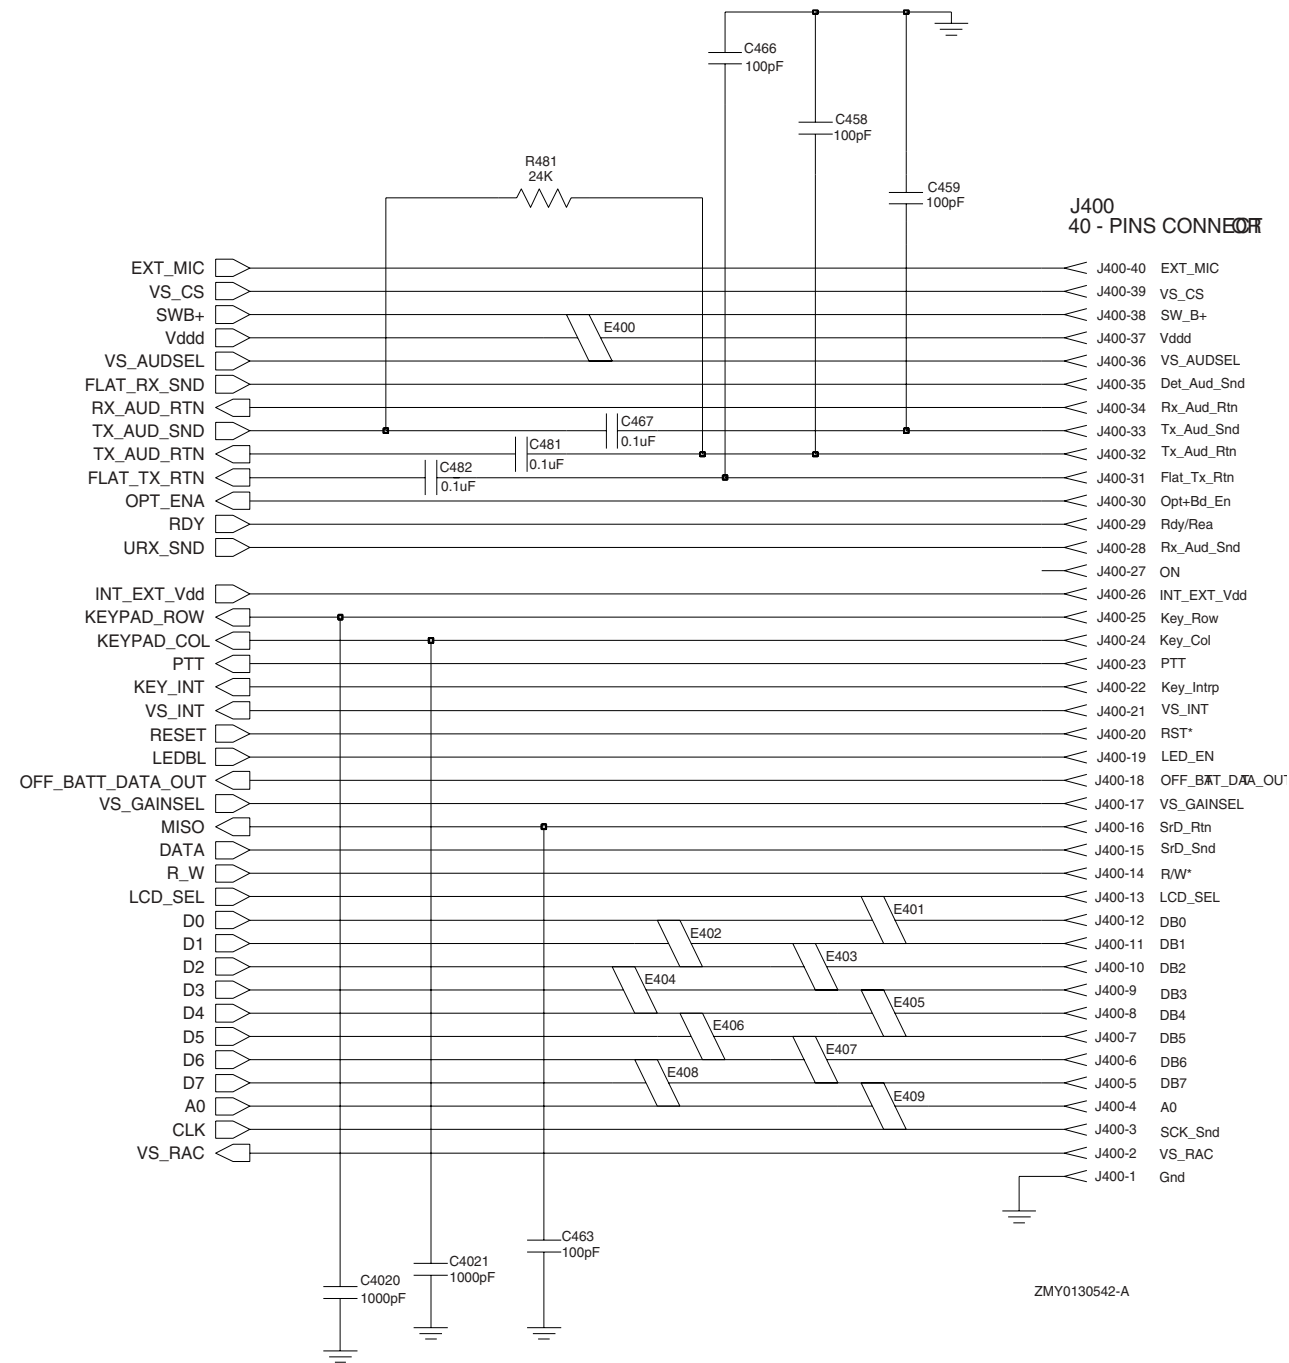 C466
100pF
C458
100pF
R481
24K
C459
100pF
J400
40 - PINS CONNECTOR
EXT_MIC J400-40 EXT_MIC
VS_CS J400-39 VS_CS
SWB+ J400-38 SW_B+
E400
Vddd J400-37 Vddd
VS_AUDSEL J400-36 VS_AUDSEL
FLAT_RX_SND J400-35 Det_Aud_Snd
RX_AUD_RTN J400-34 Rx_Aud_Rtn
C467
TX_AUD_SND J400-33 Tx_Aud_Snd
0.1uF
C481
TX_AUD_RTN J400-32 Tx_Aud_Rtn
0.1uF
C482
FLAT_TX_RTN J400-31 Flat_Tx_Rtn
0.1uF
OPT_ENA J400-30 Opt+Bd_En
RDY J400-29 Rdy/Rea
URX_SND J400-28 Rx_Aud_Snd
J400-27 ON
INT_EXT_Vdd J400-26 INT_EXT_Vdd
KEYPAD_ROW J400-25 Key_Row
KEYPAD_COL J400-24 Key_Col
PTT J400-23 PTT
KEY_INT J400-22 Key_Intrp
VS_INT J400-21 VS_INT
RESET J400-20 RST*
LEDBL J400-19 LED_EN
OFF_BATT_DATA_OUT J400-18 OFF_BATT_DATA_OUT
VS_GAINSEL J400-17 VS_GAINSEL
MISO J400-16 SrD_Rtn
DATA J400-15 SrD_Snd
R_W J400-14 R/W*
LCD_SEL J400-13 LCD_SEL
E401
D0 J400-12 DB0
E402
D1 J400-11 DB1
E403
D2 J400-10 DB2
E404
D3 J400-9 DB3
E405
D4 J400-8 DB4
E406
D5 J400-7 DB5
E407
D6 J400-6 DB6
E408
D7 J400-5 DB7
E409
A0 J400-4 A0
CLK J400-3 SCK_Snd
VS_RAC J400-2 VS_RAC
J400-1 Gnd
C463
100pF
C4021
1000pF
C4020
1000pF
ZMY0130542-A